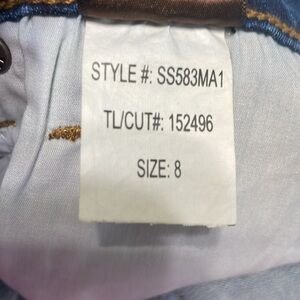 STYLE #: SS583MA1
TL/CUT#: 152496
SIZE: 8